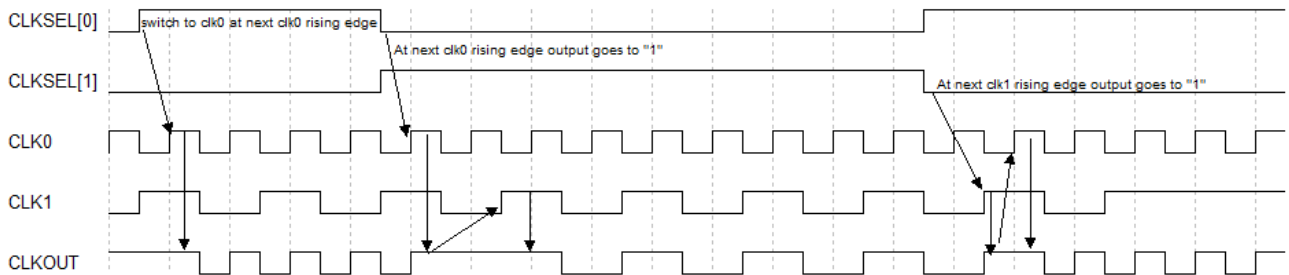 CLKSEL[0]
switch to clk0 at next clk0 rising edge
At next clk0 rising edge output goes to "1"
CLKSEL[1]
At next clk1 rising edge output goes to "1"
CLK0
CLK1
CLKOUT